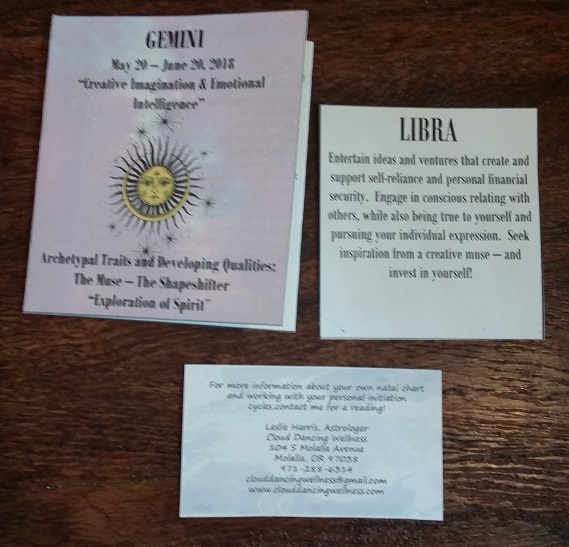 GEMINI
May 20 – June 20, 2018
"Creative Imagination & Emotional
Intelligence"
Archetypal Traits and Developing Qualities:
The Muse – The Shapeshifter
"Exploration of Spirit"
LIBRA
Entertain ideas and ventures that create and
support self-reliance and personal financial
security. Engage in conscious relating with
others, while also being true to yourself and
pursuing your individual expression. Seek
inspiration from a creative muse – and
invest in yourself!
For more information about your own natal chart
and working with your personal initiation
cycles,contact me for a reading!
Leslie Harris, Astrologer
Cloud Dancing Wellness
104 S Molalla Avenue
Molalla, OR 97038
971-288-6314
clouddancingwellness@gmail.com
www.clouddancingwellness.com